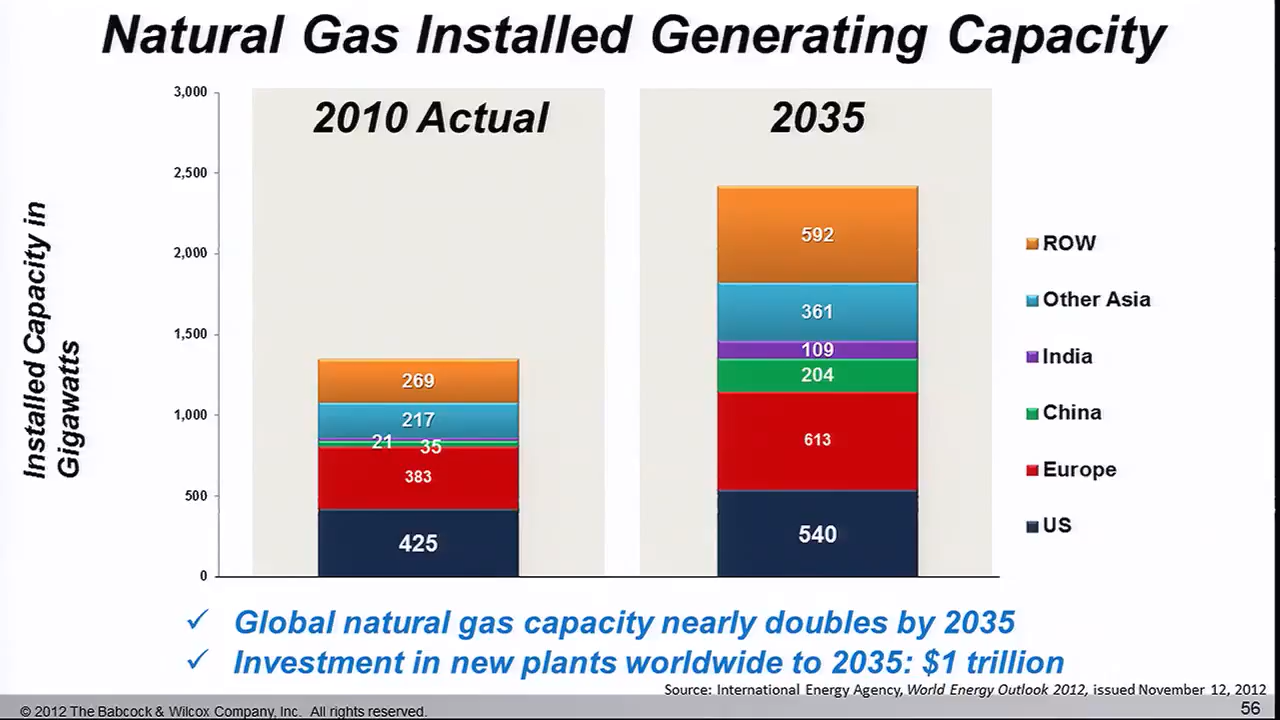 Natural Gas Installed Generating Capacity
3,000
2,500
2,000
1,500
1,000
500
0
Installed Capacity in
Gigawatts
2010 Actual
269
217
21
35
383
425
2035
592
361
109
204
613
540
ROW
Other Asia
India
China
Europe
US
✓ Global natural gas capacity nearly doubles by 2035
✓ Investment in new plants worldwide to 2035: $1 trillion
Source: International Energy Agency, World Energy Outlook 2012, issued November 12, 2012
© 2012 The Babcock & Wilcox Company, Inc. All rights reserved.
56